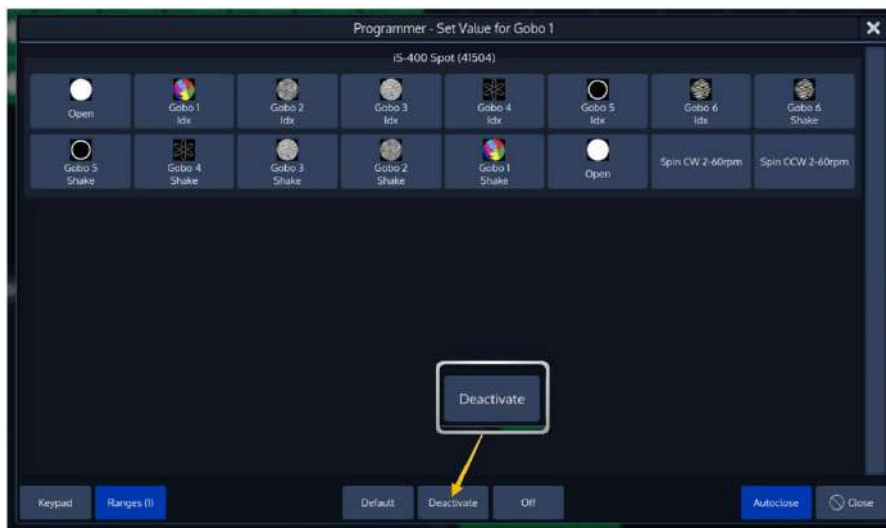 Programmer - Set Value for Gobo 1
iS-400 Spot (41504)
Open
Gobo 1
Idx
Gobo 2
Idx
Gobo 3
Idx
Gobo 4
Idx
Gobo 5
Idx
Gobo 6
Idx
Gobo 6
Shake
Gobo 5
Shake
Gobo 4
Shake
Gobo 3
Shake
Gobo 2
Shake
Gobo 1
Shake
Open
Spin CW 2-60rpm
Spin CCW 2-60rpm
Deactivate
Keypad
Ranges (1)
Default
Deactivate
Off
Autoclose
Close